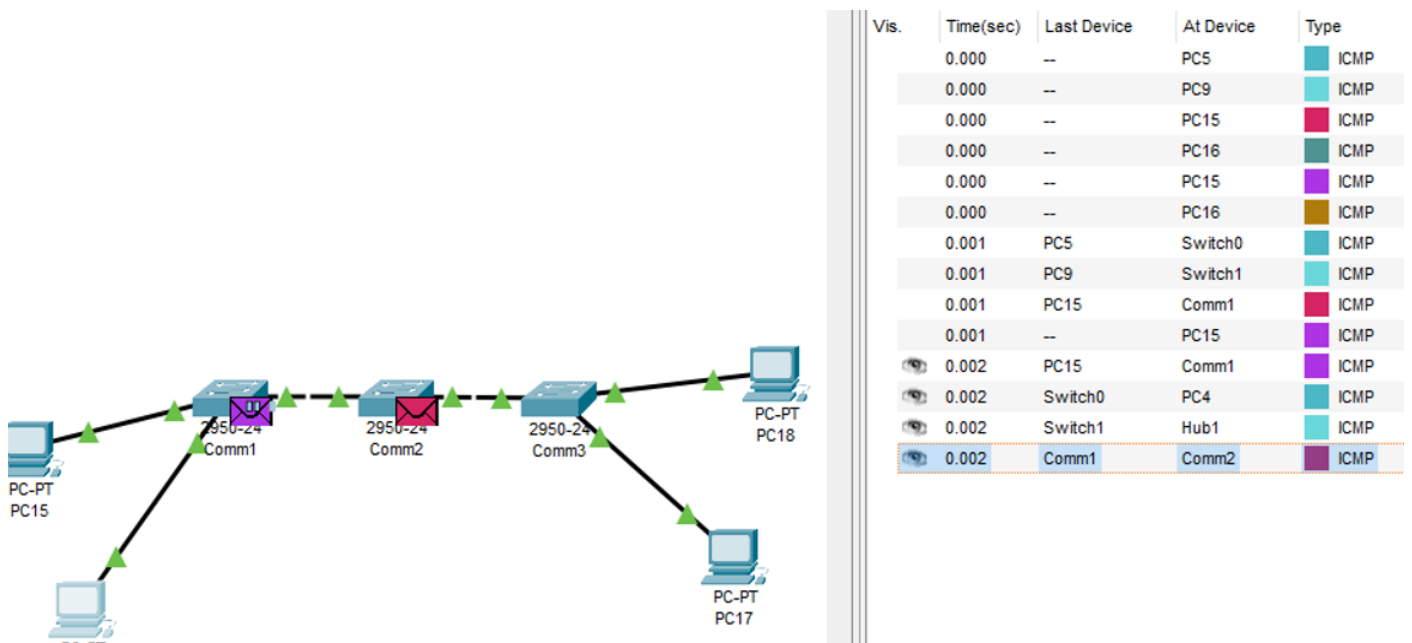 2950-24
Comm1
2950-24
Comm2
2950-24
Comm3
PC-PT
PC18
PC-PT
PC15
PC-PT
PC17
Vis. Time(sec) Last Device At Device Type
0.000 -- PC5 ICMP
0.000 -- PC9 ICMP
0.000 -- PC15 ICMP
0.000 -- PC16 ICMP
0.000 -- PC15 ICMP
0.000 -- PC16 ICMP
0.001 PC5 Switch0 ICMP
0.001 PC9 Switch1 ICMP
0.001 PC15 Comm1 ICMP
0.001 -- PC15 ICMP
0.002 PC15 Comm1 ICMP
0.002 Switch0 PC4 ICMP
0.002 Switch1 Hub1 ICMP
0.002 Comm1 Comm2 ICMP